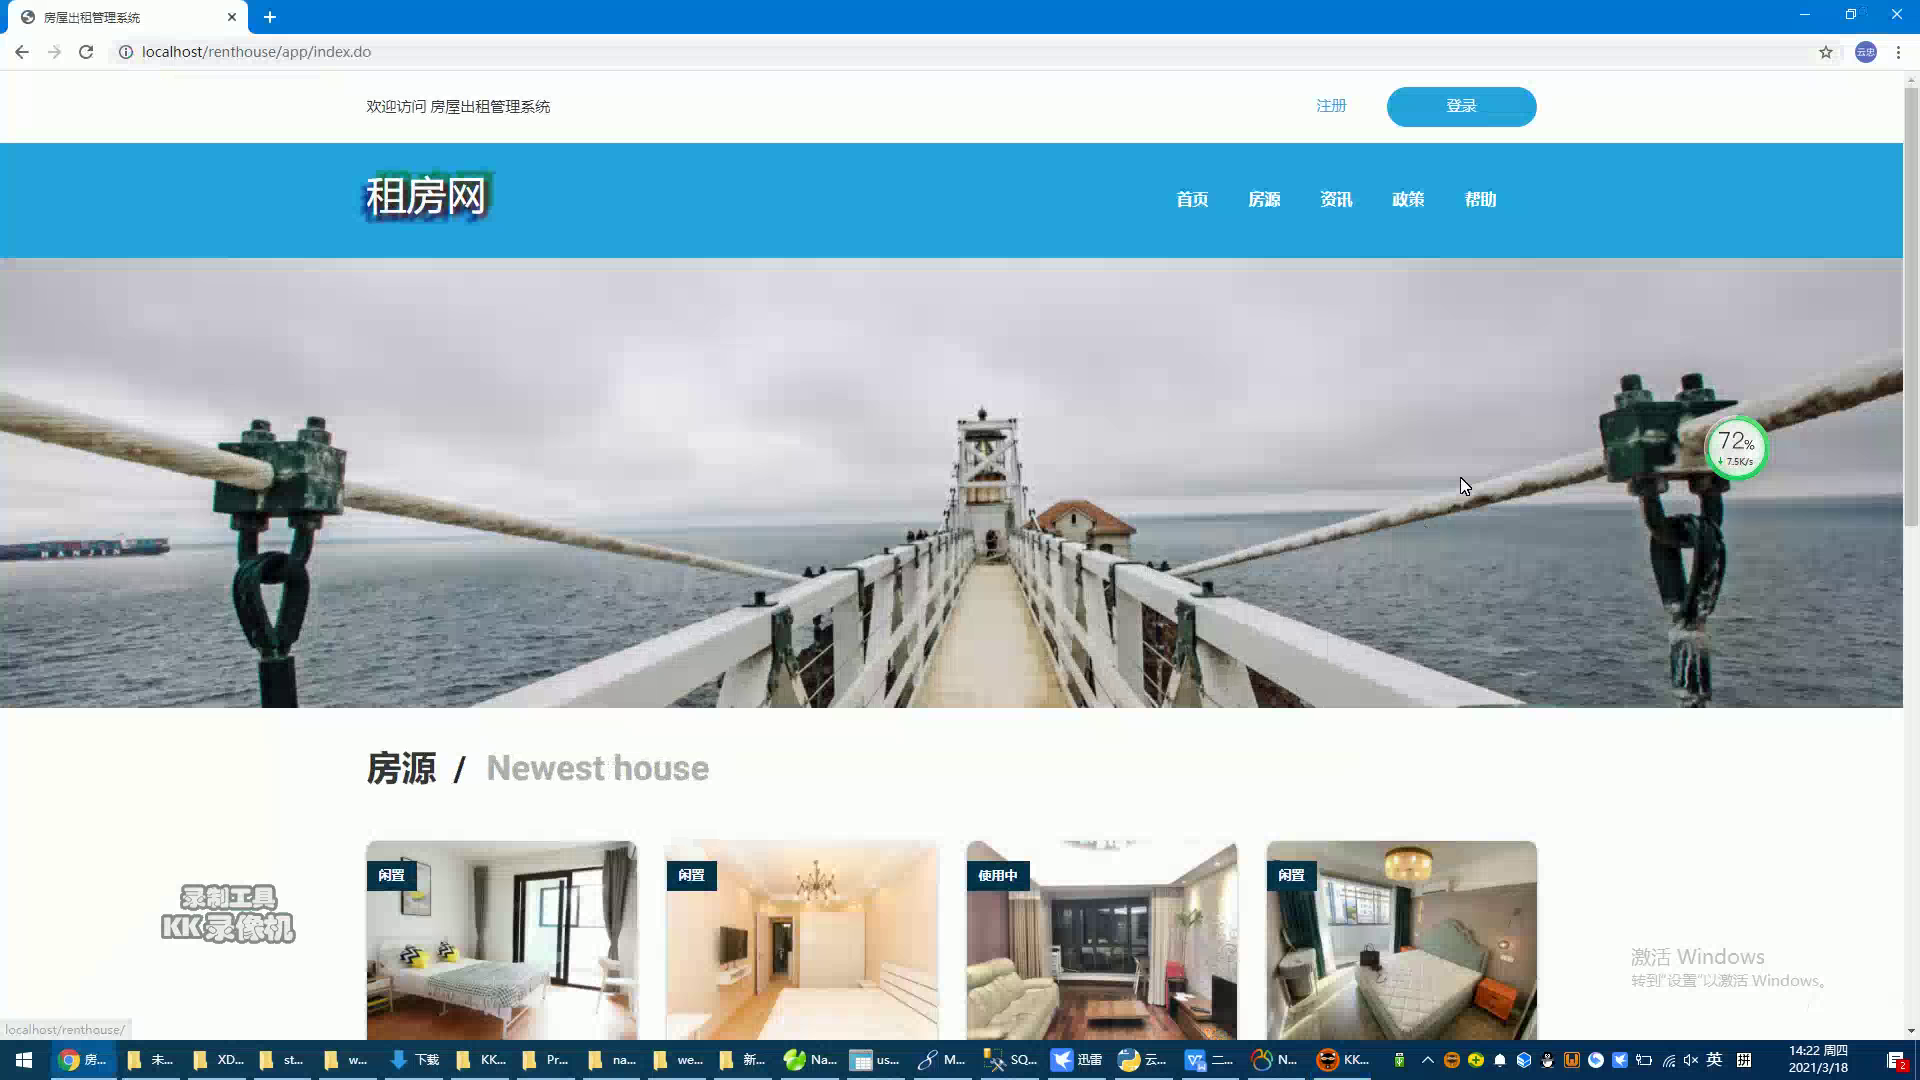 房屋出租管理系统
localhost/renthouse/app/index.do
云忠
欢迎访问 房屋出租管理系统
注册
登录
租房网
首页
房源
资讯
政策
帮助
HANJIN
72%
7.5K/s
房源 / Newest house
闲置
闲置
使用中
闲置
录制工具
KK录像机
激活 Windows
转到"设置"以激活 Windows。
localhost/renthouse/
房...
未...
XD...
st...
w...
下载
KK...
Pr...
na...
we...
新...
Na...
us...
M...
SQ...
迅雷
云...
二...
N...
KK...
英
拼
14:22 周四
2021/3/18
2